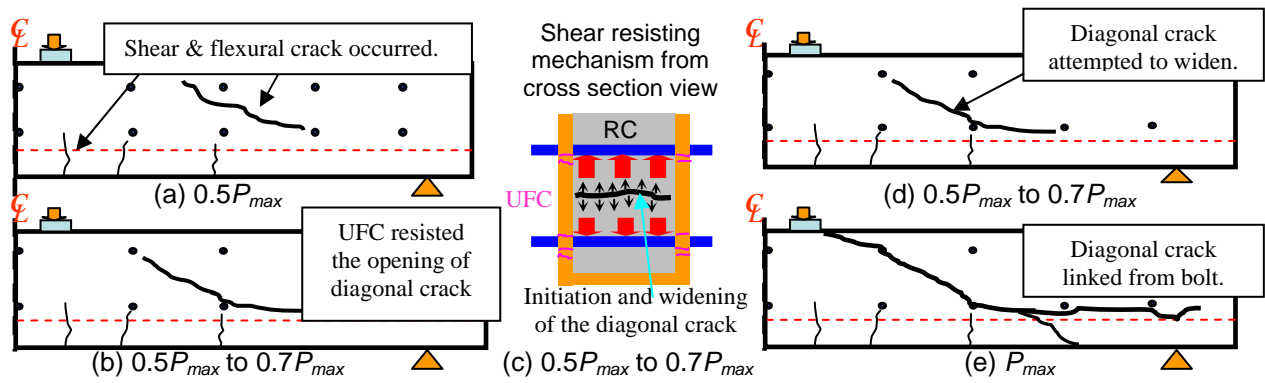 ℄
Shear & flexural crack occurred.
(a) 0.5Pmax
℄
UFC resisted
the opening of
diagonal crack
(b) 0.5Pmax to 0.7Pmax
Shear resisting
mechanism from
cross section view
RC
UFC
Initiation and widening
of the diagonal crack
(c) 0.5Pmax to 0.7Pmax
℄
Diagonal crack
attempted to widen.
(d) 0.5Pmax to 0.7Pmax
℄
Diagonal crack
linked from bolt.
(e) Pmax